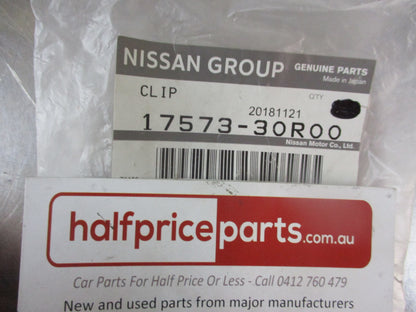 NISSAN GROUP GENUINE PARTS
Made in Japan
CLIP
QTY
20181121
17573-30R00
Nissan Motor Co., Ltd.
halfpriceparts.com.au
Car Parts For Half Price Or Less - Call 0412 760 479
New and used parts from major manufacturers